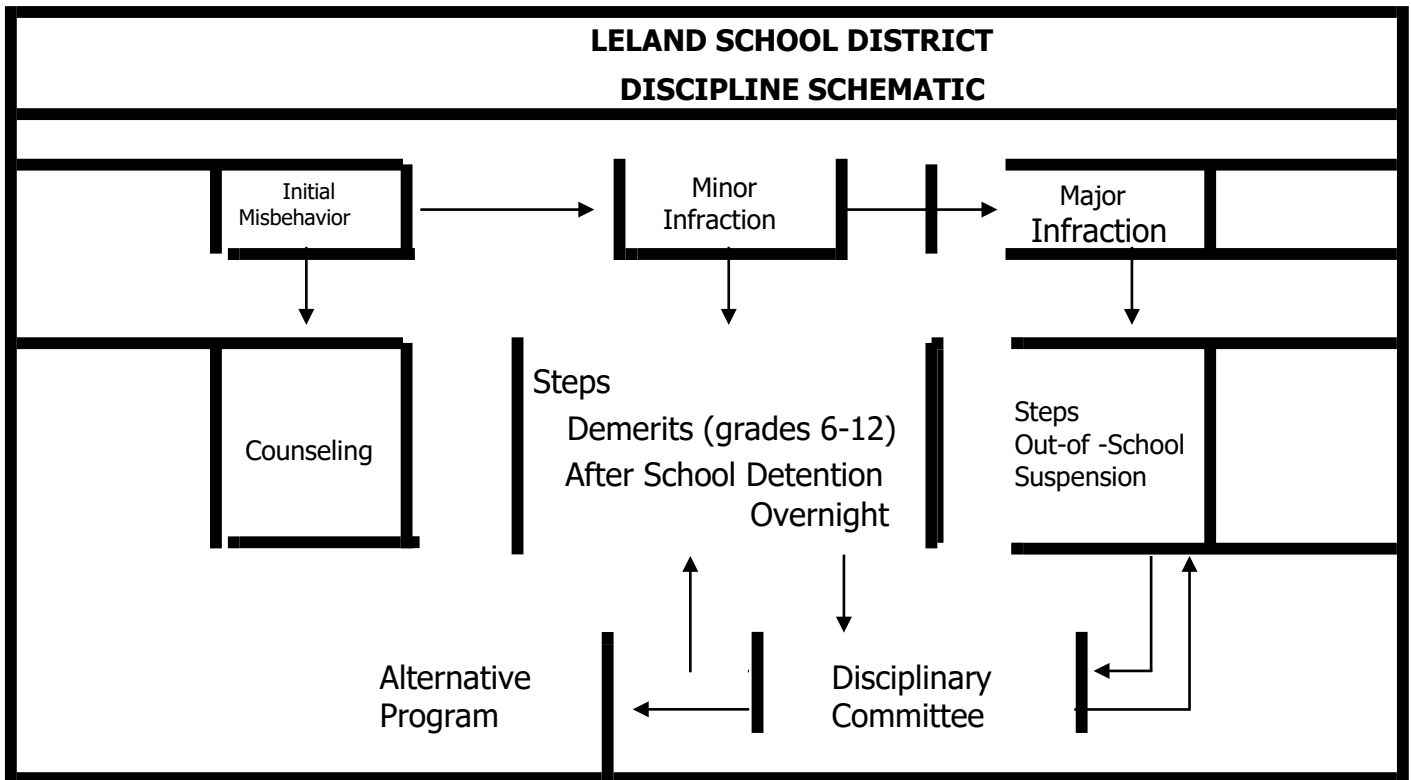 LELAND SCHOOL DISTRICT
DISCIPLINE SCHEMATIC
Initial
Misbehavior
Minor
Infraction
Major
Infraction
Counseling
Steps
Demerits (grades 6-12)
After School Detention
Overnight
Steps
Out-of -School
Suspension
Alternative
Program
Disciplinary
Committee